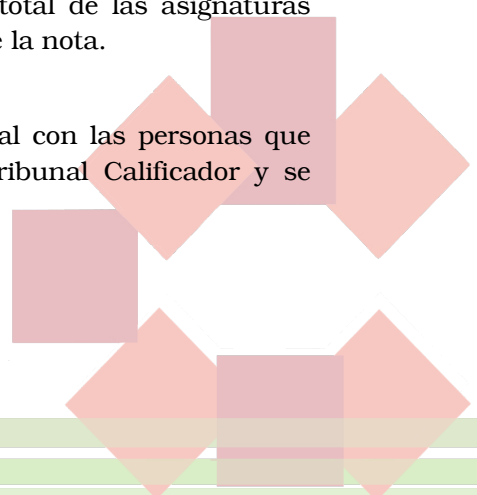 total de las asignaturas
e la nota.
al con las personas que
ribunal Calificador y se